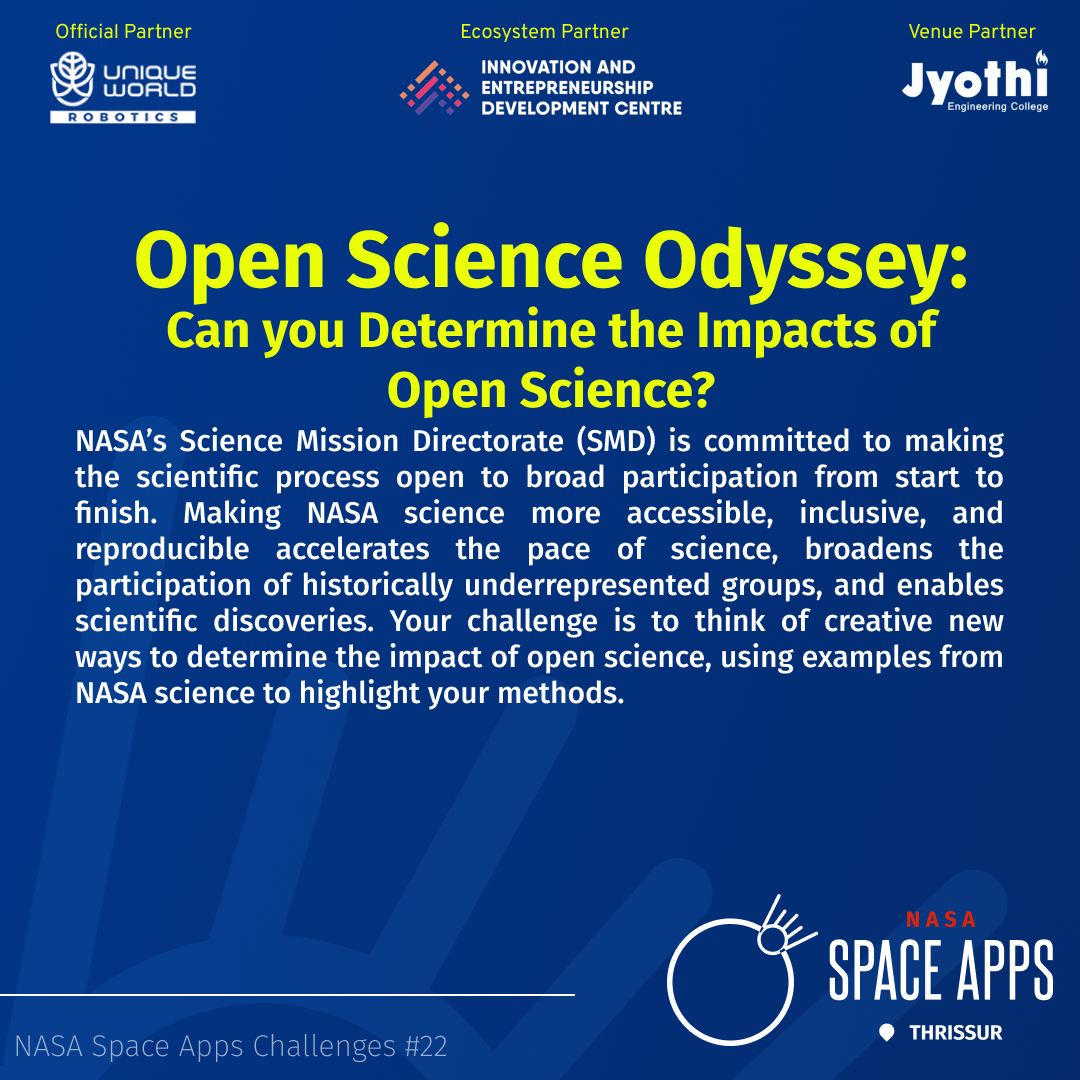 Official Partner
UNIQUE
WORLD
ROBOTICS
Ecosystem Partner
INNOVATION AND
ENTREPRENEURSHIP
DEVELOPMENT CENTRE
Venue Partner
Jyothi
Engineering College
Open Science Odyssey:
Can you Determine the Impacts of
Open Science?
NASA’s Science Mission Directorate (SMD) is committed to making
the scientific process open to broad participation from start to
finish. Making NASA science more accessible, inclusive, and
reproducible accelerates the pace of science, broadens the
participation of historically underrepresented groups, and enables
scientific discoveries. Your challenge is to think of creative new
ways to determine the impact of open science, using examples from
NASA science to highlight your methods.
NASA
SPACE APPS
THRISSUR
NASA Space Apps Challenges #22